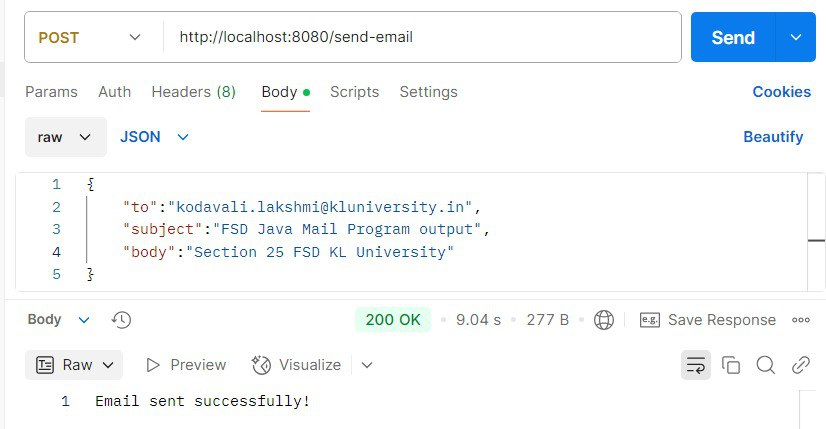 POST http://localhost:8080/send-email Send
Params Auth Headers (8) Body Scripts Settings Cookies
raw JSON Beautify
1 {
2 "to":"kodavali.lakshmi@kluniversity.in",
3 "subject":"FSD Java Mail Program output",
4 "body":"Section 25 FSD KL University"
5 }
Body 200 OK • 9.04 s • 277 B e.g. Save Response
Raw Preview Visualize
1 Email sent successfully!